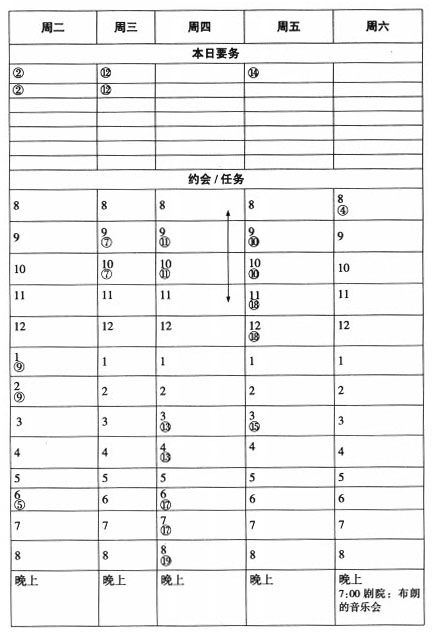 周二 周三 周四 周五 周六
本日要务
② ⑫ ⑭
② ⑫
约会/任务
8 8 8 8 8
④
9 9 9 9 9
⑦ ⑪ ⑩
10 10 10 10 10
⑦ ⑪ ⑩
11 11 11 11 11
⑱
12 12 12 12 12
⑱
1 1 1 1 1
⑨
2 2 2 2 2
⑨
3 3 3 3 3
⑬ ⑮
4 4 4 4 4
⑬
5 5 5 5 5
6 6 6 6 6
⑤ ⑰
7 7 7 7 7
⑰
8 8 8 8 8
⑲
晚上 晚上 晚上 晚上 晚上
7:00 剧院：布朗
的音乐会